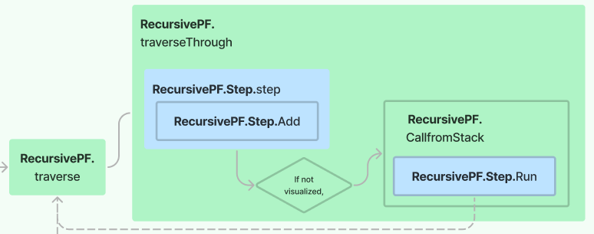 RecursivePF.
traverseThrough
RecursivePF.Step.step
RecursivePF.Step.Add
RecursivePF.
CallfromStack
RecursivePF.
traverse
If not
visualized,
RecursivePF.Step.Run